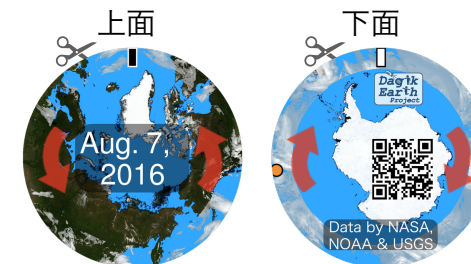 上面
下面
Aug. 7,
2016
Dagik
Earth
Project
Data by NASA,
NOAA & USGS